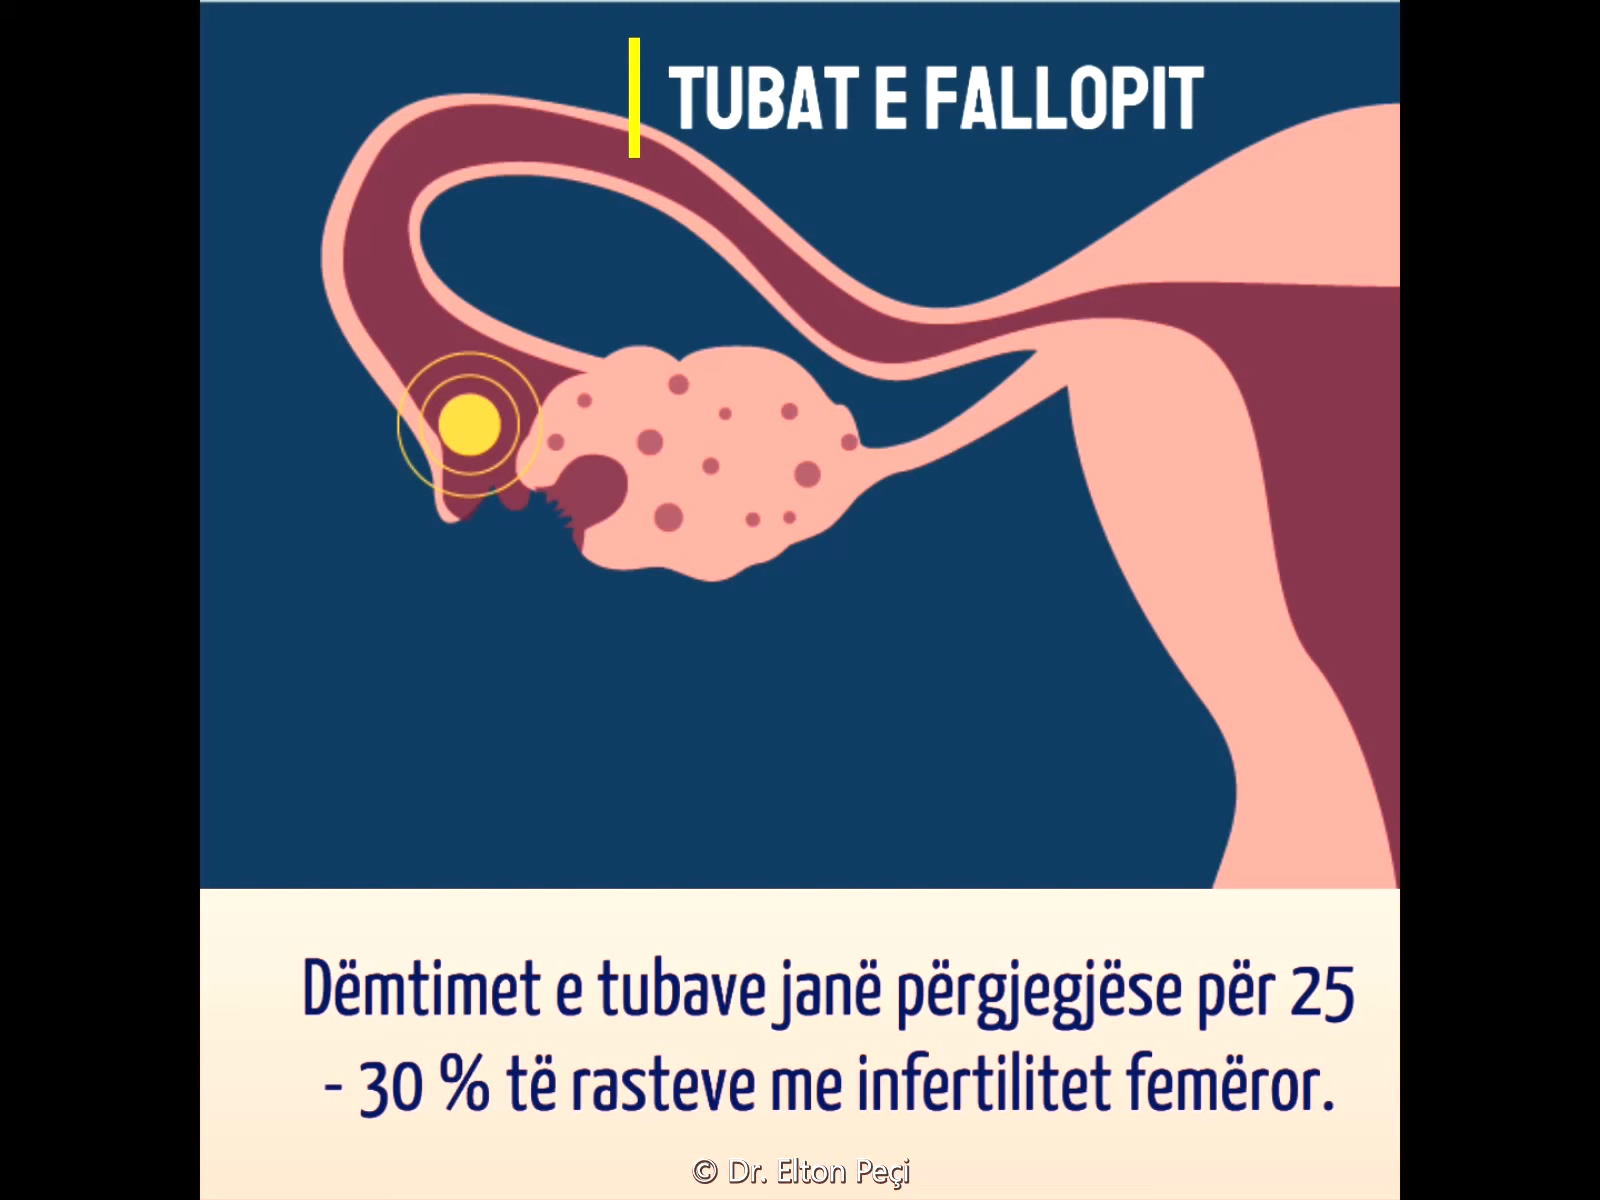 TUBAT E FALLOPIT
Dëmtimet e tubave janë përgjegjëse për 25
- 30 % të rasteve me infertilitet femëror.
© Dr. Elton Peçi